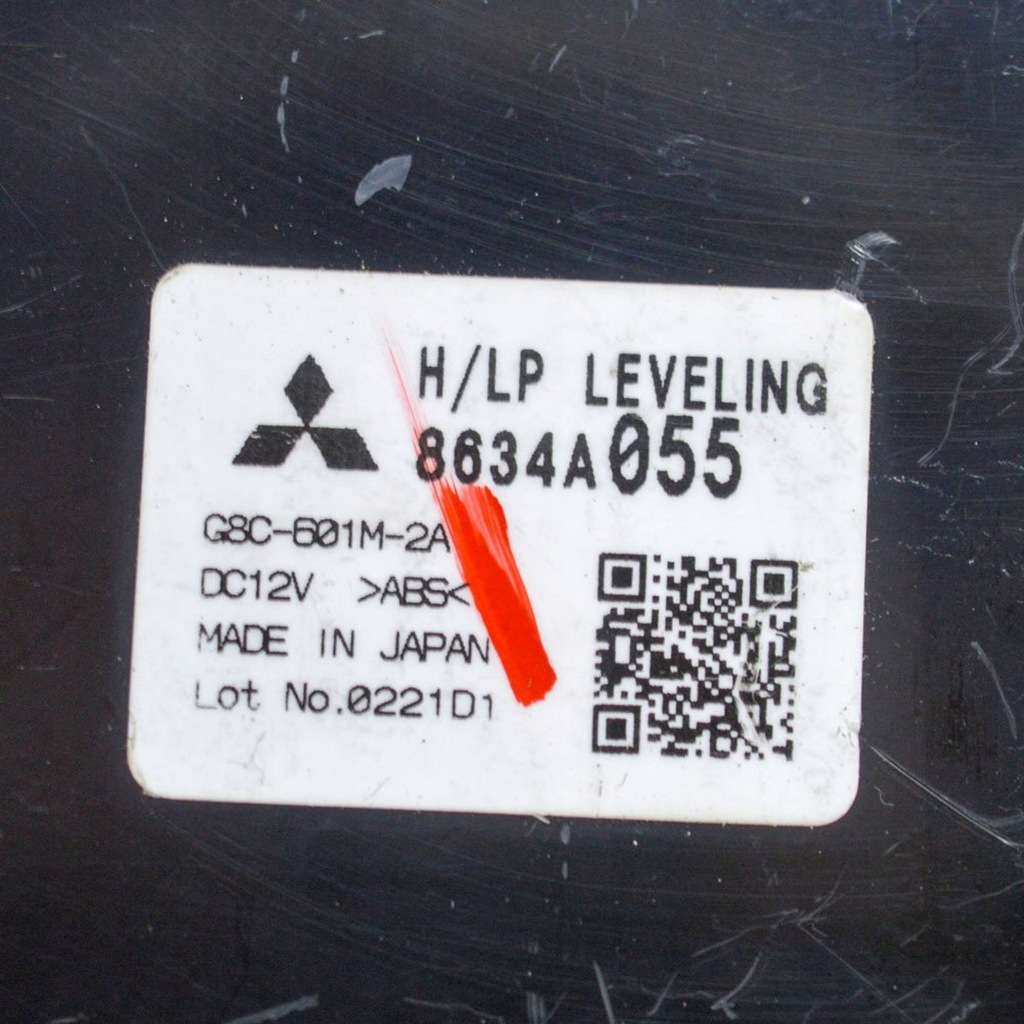 H/LP LEVELING
8634A055
G8C-601M-2A
DC12V >ABS<
MADE IN JAPAN
Lot No.0221D1